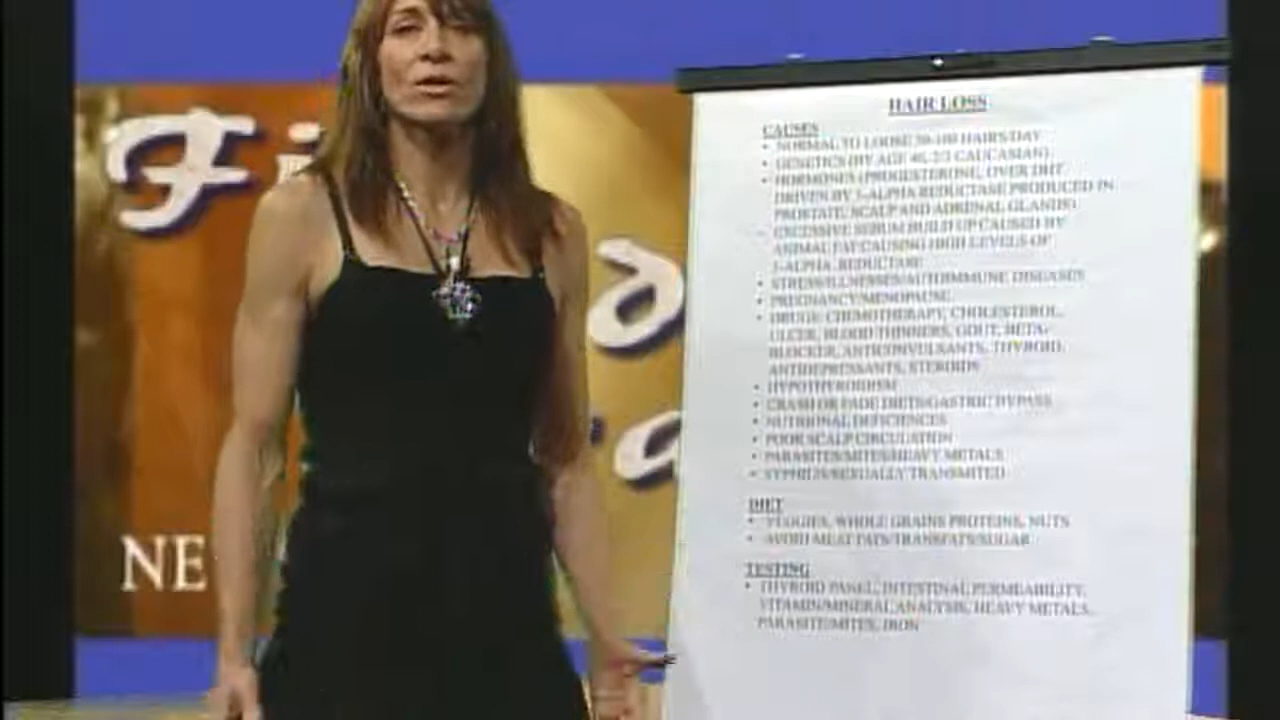 Fi
d
a
NE
HAIR LOSS
CAUSES
• NORMAL TO LOOSE 50-100 HAIRS/DAY
• GENETICS (BY AGE 40, 2/3 CAUCASIAN)
• HORMONES (PROGESTERONE, OVER DHT
DRIVEN BY 5-ALPHA REDUCTASE PRODUCED IN
PROSTATE, SCALP AND ADRENAL GLANDS)
EXCESSIVE SEBUM BUILD UP CAUSED BY
ANIMAL FAT CAUSING HIGH LEVELS OF
5-ALPHA REDUCTASE
• STRESS/ILLNESSES/AUTOIMMUNE DISEASES
• PREGNANCY/MENOPAUSE
• DRUGS: CHEMOTHERAPY, CHOLESTEROL,
ULCER, BLOOD THINNERS, GOUT, BETA-
BLOCKER, ANTICONVULSANTS, THYROID,
ANTIDEPRESSANTS, STEROIDS
• HYPOTHYROIDISM
• CRASH OR FADE DIETS/GASTRIC BYPASS
• NUTRIONAL DEFICIENCES
• POOR SCALP CIRCULATION
• PARASITES/MITES/HEAVY METALS
• SYPHILIS/SEXUALLY TRANSMITED
DIET
• VEGGIES, WHOLE GRAINS PROTEINS, NUTS
• AVOID MEAT FATS/TRANSFATS/SUGAR
TESTING
• THYROID PANEL, INTESTINAL PERMEABILITY,
VITAMIN/MINERAL ANALYSIS, HEAVY METALS,
PARASITE/MITES, IRON